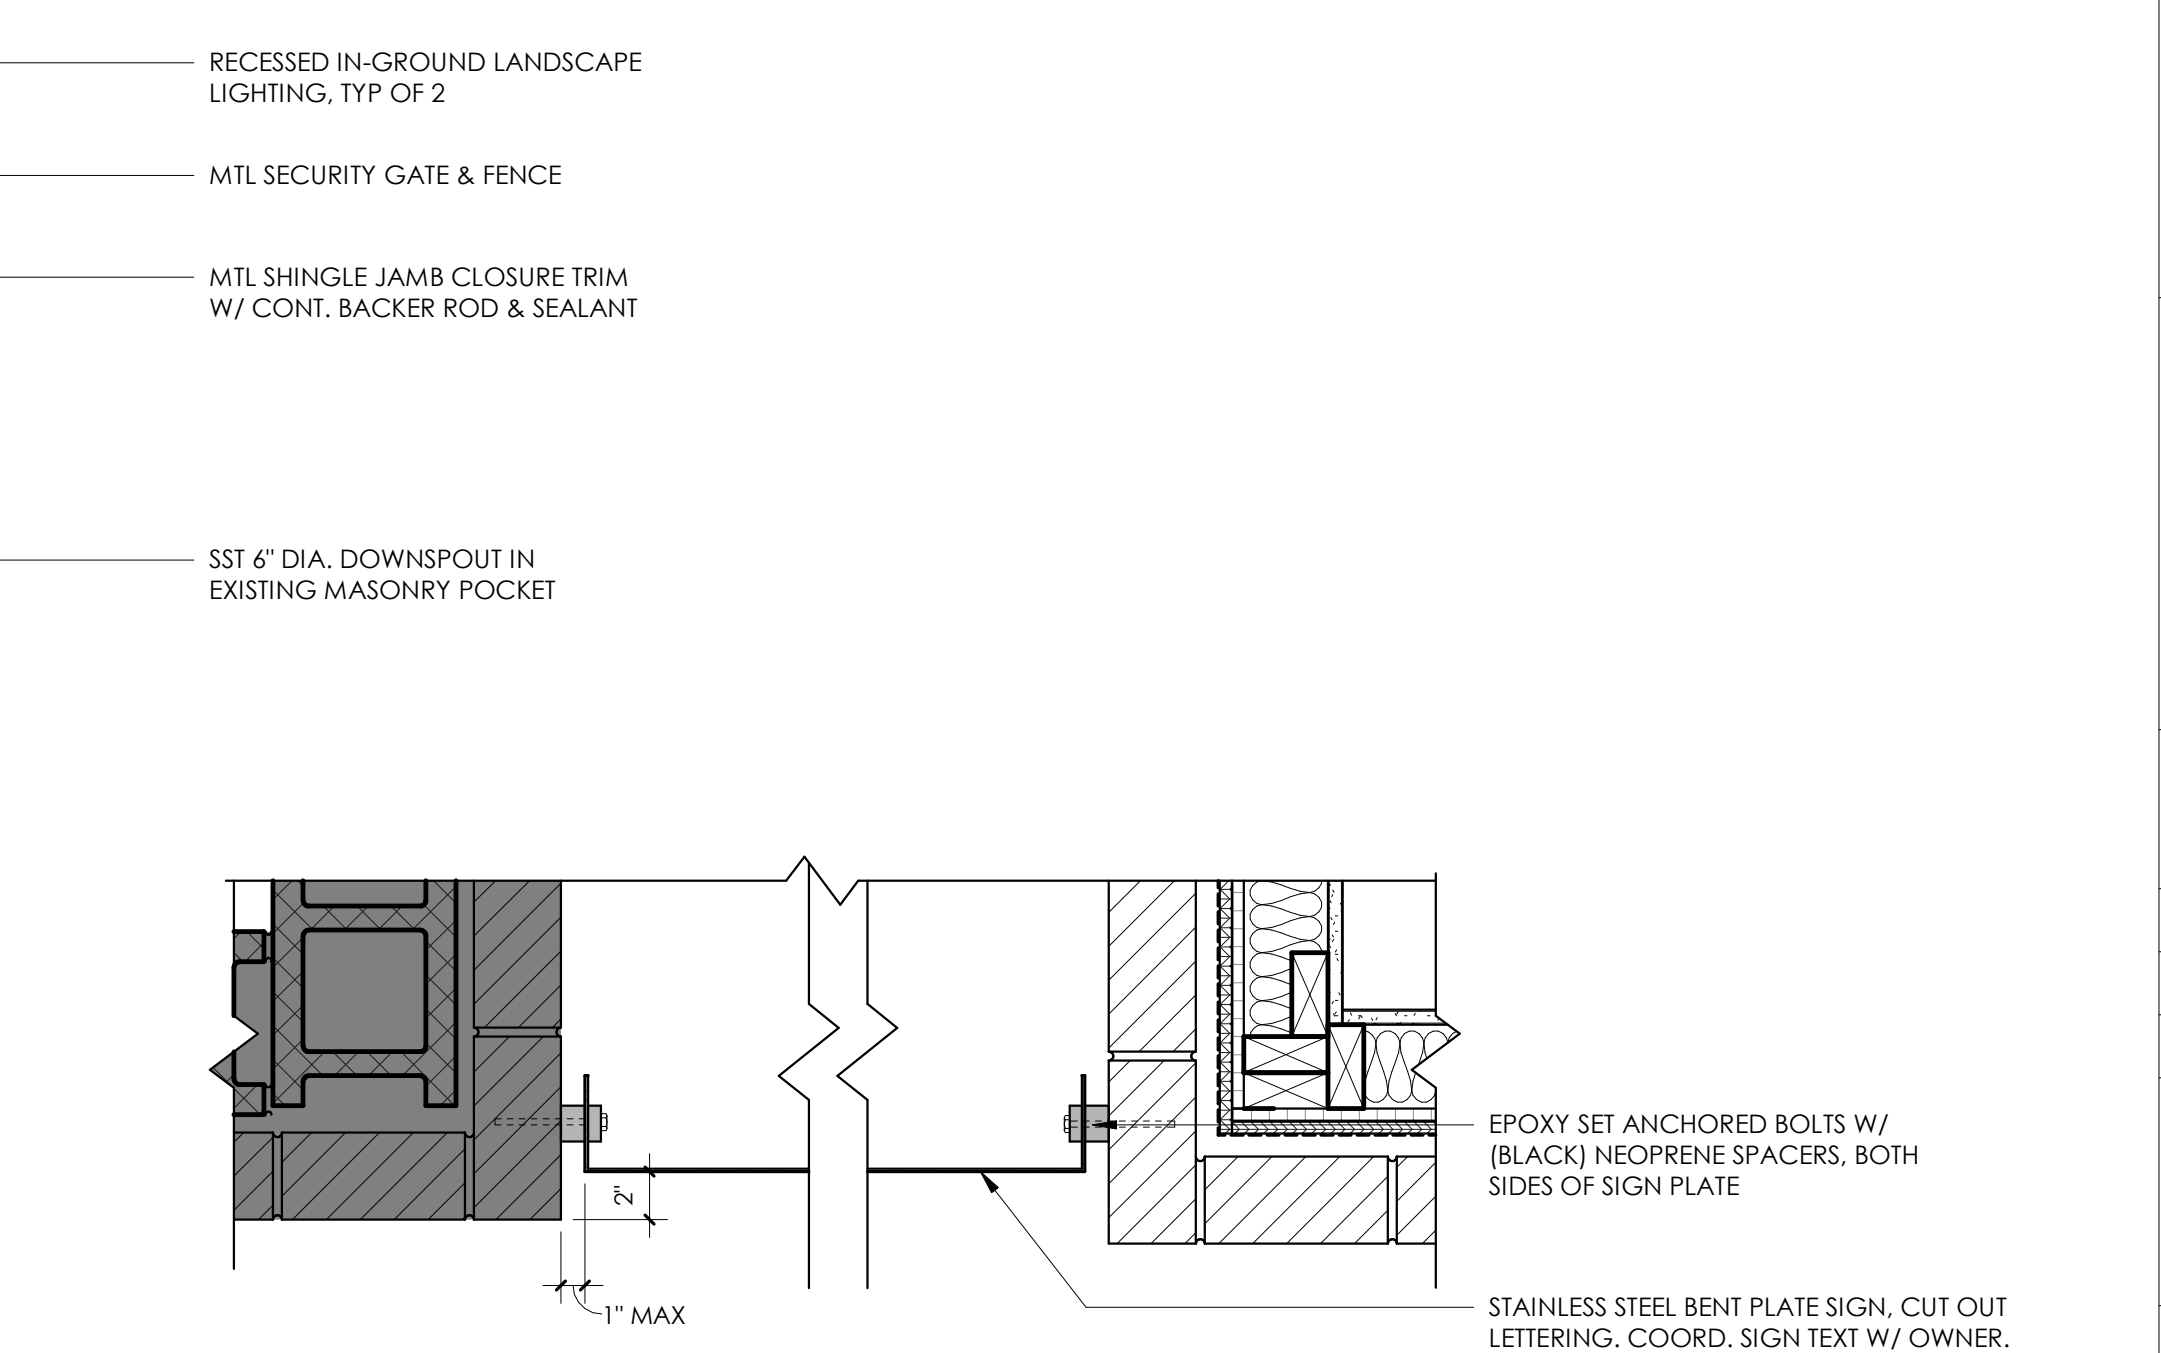 RECESSED IN-GROUND LANDSCAPE
LIGHTING, TYP OF 2
MTL SECURITY GATE & FENCE
MTL SHINGLE JAMB CLOSURE TRIM
W/ CONT. BACKER ROD & SEALANT
SST 6" DIA. DOWNSPOUT IN
EXISTING MASONRY POCKET
EPOXY SET ANCHORED BOLTS W/
(BLACK) NEOPRENE SPACERS, BOTH
SIDES OF SIGN PLATE
2"
1" MAX
STAINLESS STEEL BENT PLATE SIGN, CUT OUT
LETTERING. COORD. SIGN TEXT W/ OWNER.